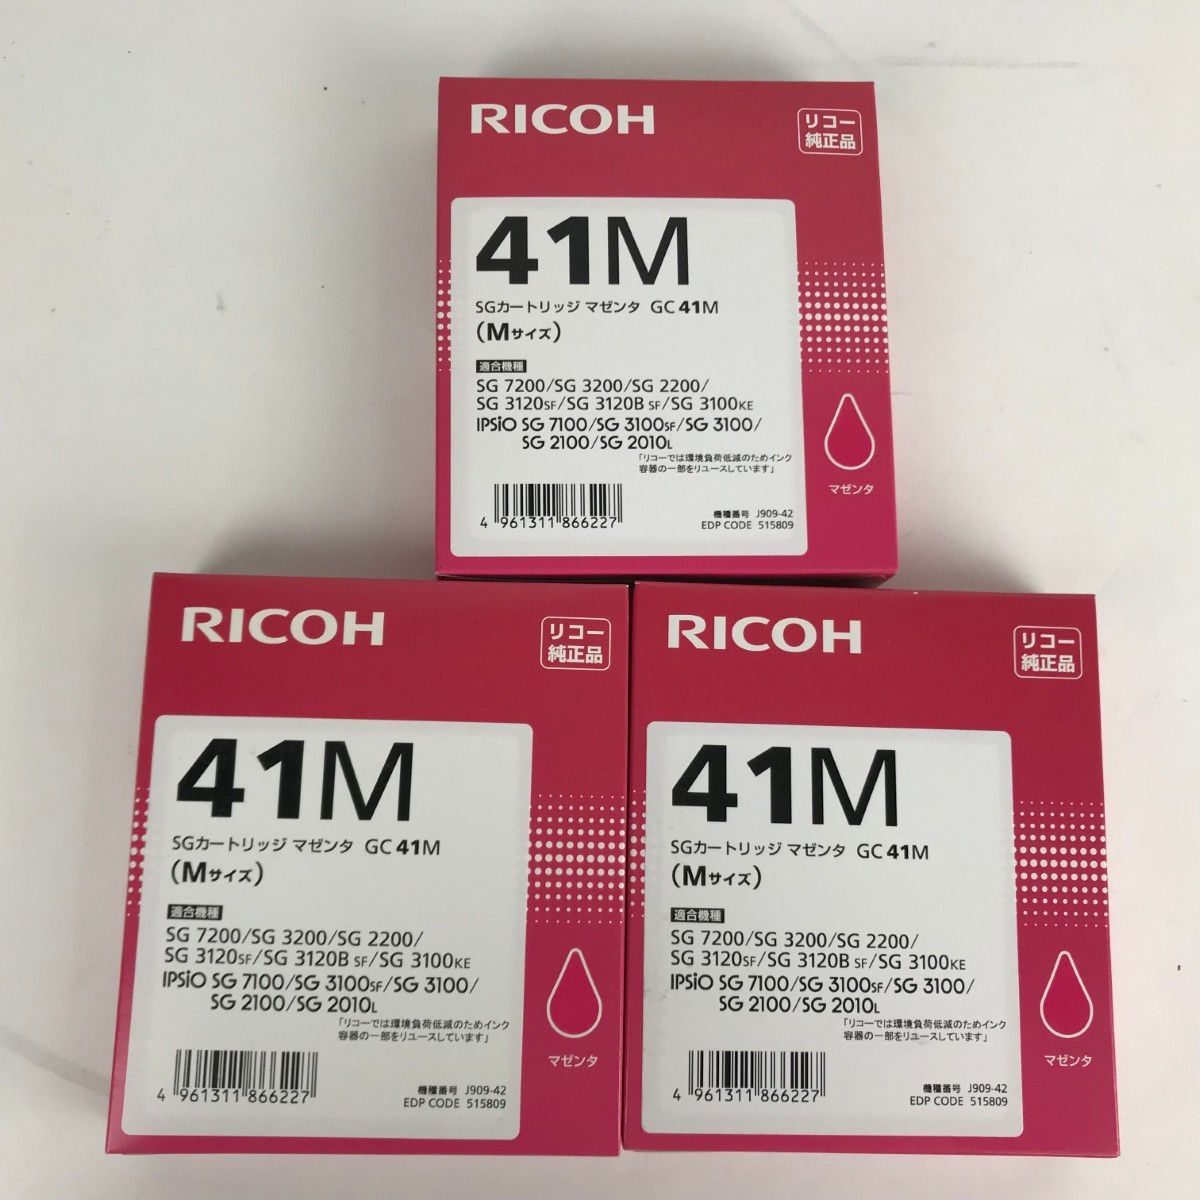 RICOH
リコー
純正品
41M
SGカートリッジ マゼンタ GC 41M
(Mサイズ)
適合機種
SG 7200/SG 3200/SG 2200/
SG 3120SF/SG 3120B SF/SG 3100KE
IPSiO SG 7100/SG 3100SF/SG 3100/
SG 2100/SG 2010L
「リコーでは環境負荷低減のためインク
容器の一部をリユースしています」
マゼンタ
4 961311 866227
機種番号 J909-42
EDP CODE 515809
RICOH
リコー
純正品
41M
SGカートリッジ マゼンタ GC 41M
(Mサイズ)
適合機種
SG 7200/SG 3200/SG 2200/
SG 3120SF/SG 3120B SF/SG 3100KE
IPSiO SG 7100/SG 3100SF/SG 3100/
SG 2100/SG 2010L
「リコーでは環境負荷低減のためインク
容器の一部をリユースしています」
マゼンタ
4 961311 866227
機種番号 J909-42
EDP CODE 515809
RICOH
リコー
純正品
41M
SGカートリッジ マゼンタ GC 41M
(Mサイズ)
適合機種
SG 7200/SG 3200/SG 2200/
SG 3120SF/SG 3120B SF/SG 3100KE
IPSiO SG 7100/SG 3100SF/SG 3100/
SG 2100/SG 2010L
「リコーでは環境負荷低減のためインク
容器の一部をリユースしています」
マゼンタ
4 961311 866227
機種番号 J909-42
EDP CODE 515809